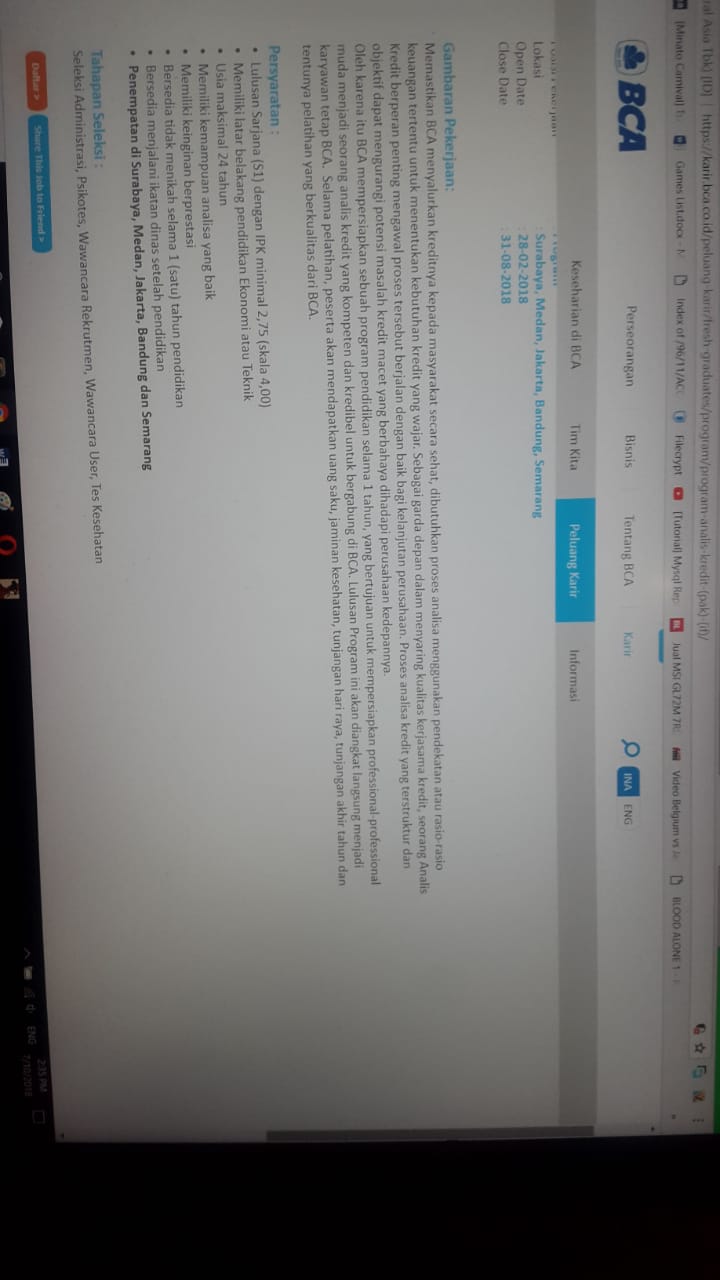 ral Asia Tbk) [ID] | https://karir.bca.co.id/peluang-karir/fresh-graduates/program/program-analis-kredit-(pak)-(jf)/
[Minato Carnival] Games List.docx - Index of /96/11/ACC Filecrypt [Tutorial] Mysql Rep Jual MSI GL72M 7R Video Belgium vs Ja BLOOD ALONE 1 -
BCA Perseorangan Bisnis Tentang BCA Karir INA ENG
Keseharian di BCA Tim Kita Peluang Karir Informasi
Posisi Pekerjaan : Program
Lokasi : Surabaya, Medan, Jakarta, Bandung, Semarang
Open Date : 28-02-2018
Close Date : 31-08-2018
Gambaran Pekerjaan:
Memastikan BCA menyalurkan kreditnya kepada masyarakat secara sehat, dibutuhkan proses analisa menggunakan pendekatan atau rasio-rasio
keuangan tertentu untuk menentukan kebutuhan kredit yang wajar. Sebagai garda depan dalam menyaring kualitas kerjasama kredit, seorang Analis
Kredit berperan penting mengawal proses tersebut berjalan dengan baik bagi kelanjutan perusahaan. Proses analisa kredit yang terstruktur dan
objektif dapat mengurangi potensi masalah kredit macet yang berbahaya dihadapi perusahaan kedepannya.
Oleh karena itu BCA mempersiapkan sebuah program pendidikan selama 1 tahun, yang bertujuan untuk mempersiapkan professional-professional
muda menjadi seorang analis kredit yang kompeten dan kredibel untuk bergabung di BCA. Lulusan Program ini akan diangkat langsung menjadi
karyawan tetap BCA. Selama pelatihan, peserta akan mendapatkan uang saku, jaminan kesehatan, tunjangan hari raya, tunjangan akhir tahun dan
tentunya pelatihan yang berkualitas dari BCA.
Persyaratan :
• Lulusan Sarjana (S1) dengan IPK minimal 2,75 (skala 4,00)
• Memiliki latar belakang pendidikan Ekonomi atau Teknik
• Usia maksimal 24 tahun
• Memiliki kemampuan analisa yang baik
• Memiliki keinginan berprestasi
• Bersedia tidak menikah selama 1 (satu) tahun pendidikan
• Bersedia menjalani ikatan dinas setelah pendidikan
• Penempatan di Surabaya, Medan, Jakarta, Bandung dan Semarang
Tahapan Seleksi :
Seleksi Administrasi, Psikotes, Wawancara Rekrutmen, Wawancara User, Tes Kesehatan
Daftar > Share This Job to Friend >
ENG 2:35 PM
7/10/2018